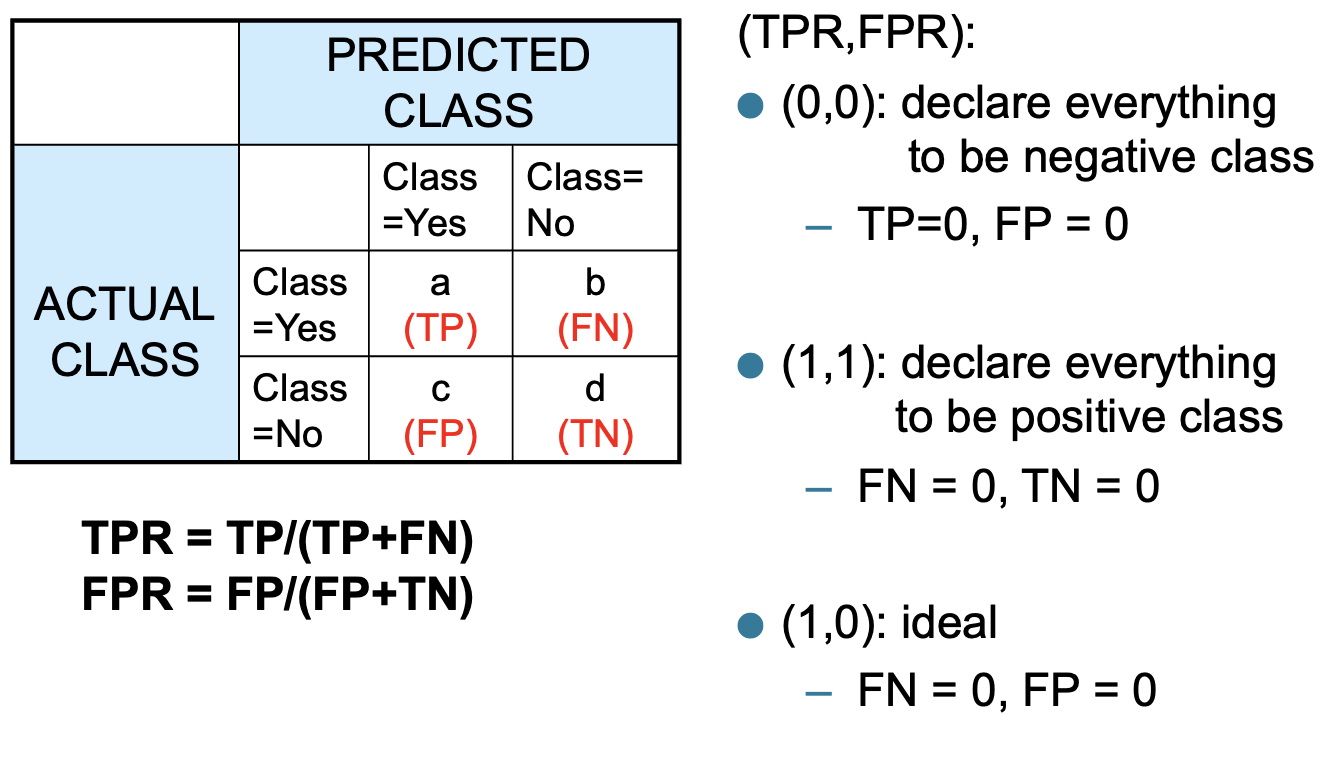 PREDICTED
CLASS
ACTUAL
CLASS
Class
=Yes
Class=
No
Class
=Yes
a
(TP)
b
(FN)
Class
=No
c
(FP)
d
(TN)
TPR = TP/(TP+FN)
FPR = FP/(FP+TN)
(TPR,FPR):
● (0,0): declare everything
to be negative class
– TP=0, FP = 0
● (1,1): declare everything
to be positive class
– FN = 0, TN = 0
● (1,0): ideal
– FN = 0, FP = 0